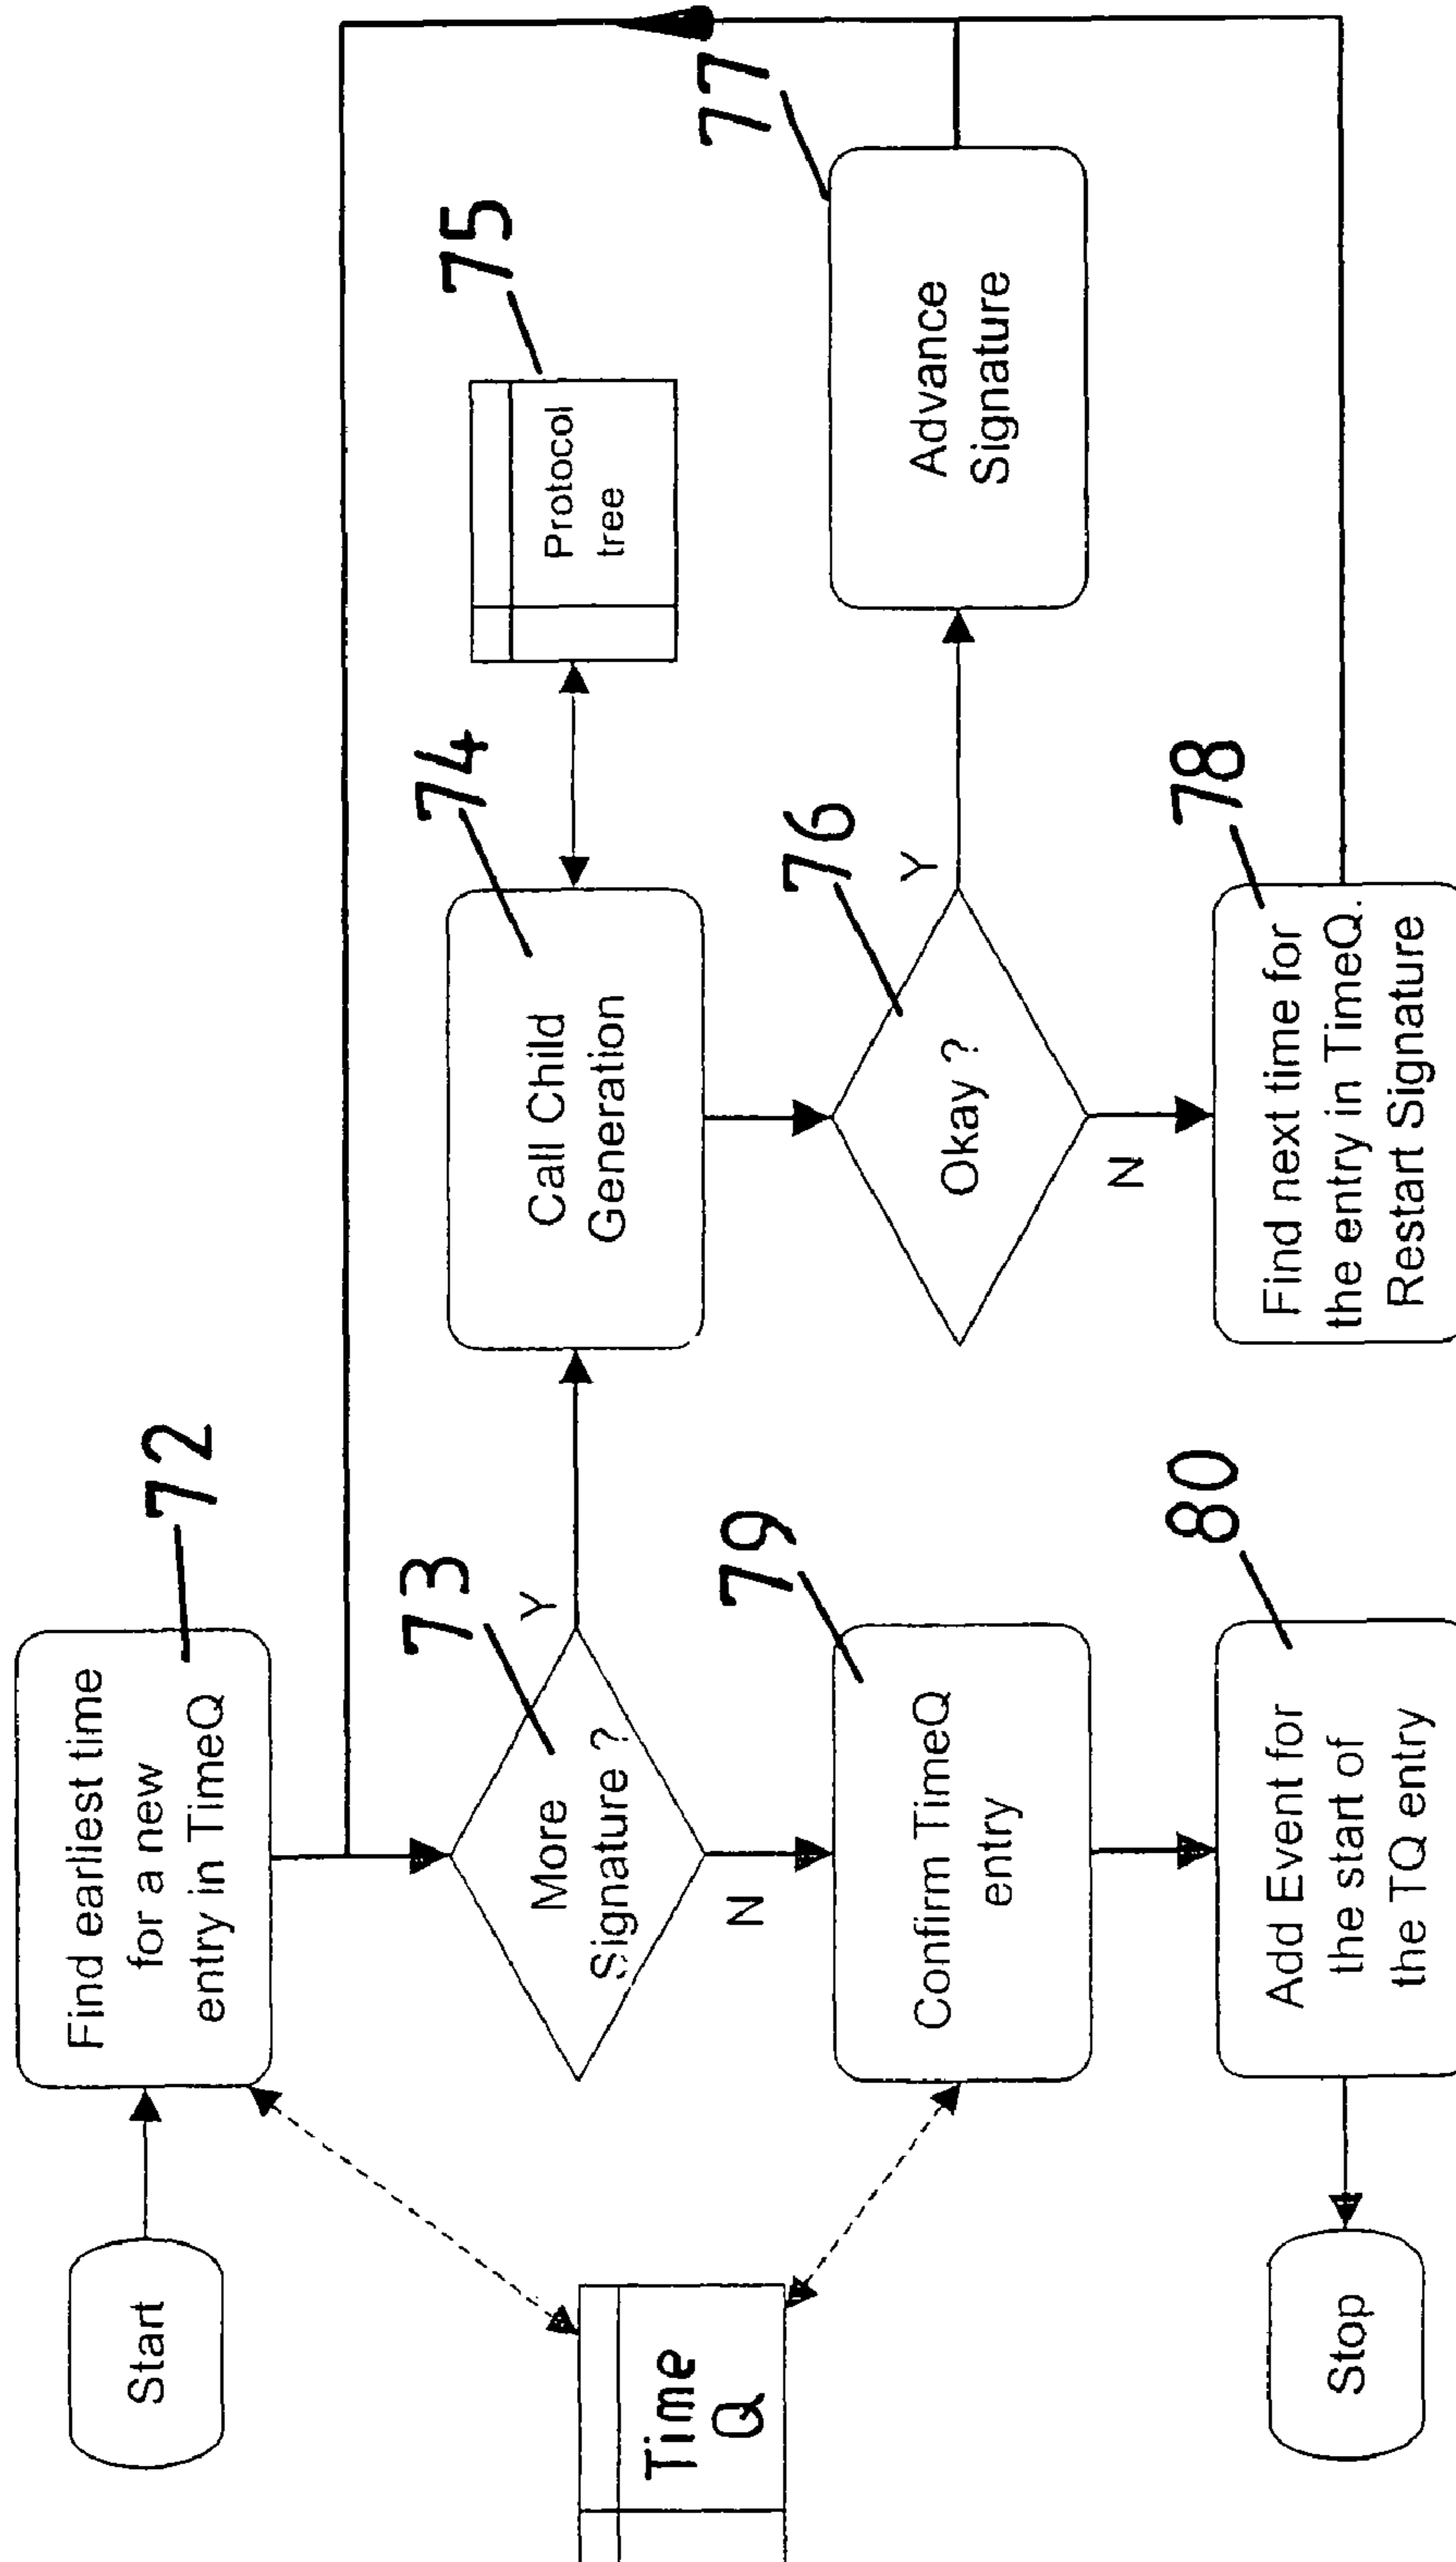 Start
Find earliest time
for a new
entry in TimeQ
72
Time
Q
More
Signature ?
73
Y
N
Call Child
Generation
74
Protocol
tree
75
Okay ?
76
Y
N
Advance
Signature
77
Find next time for
the entry in TimeQ.
Restart Signature
78
Confirm TimeQ
entry
79
Add Event for
the start of
the TQ entry
80
Stop